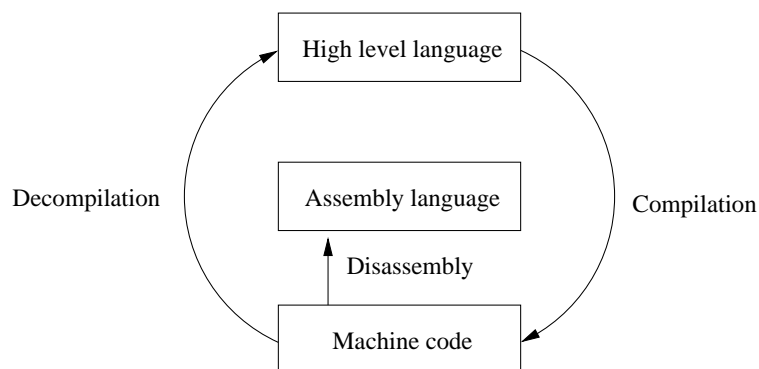 High level language
Decompilation
Assembly language
Compilation
Disassembly
Machine code